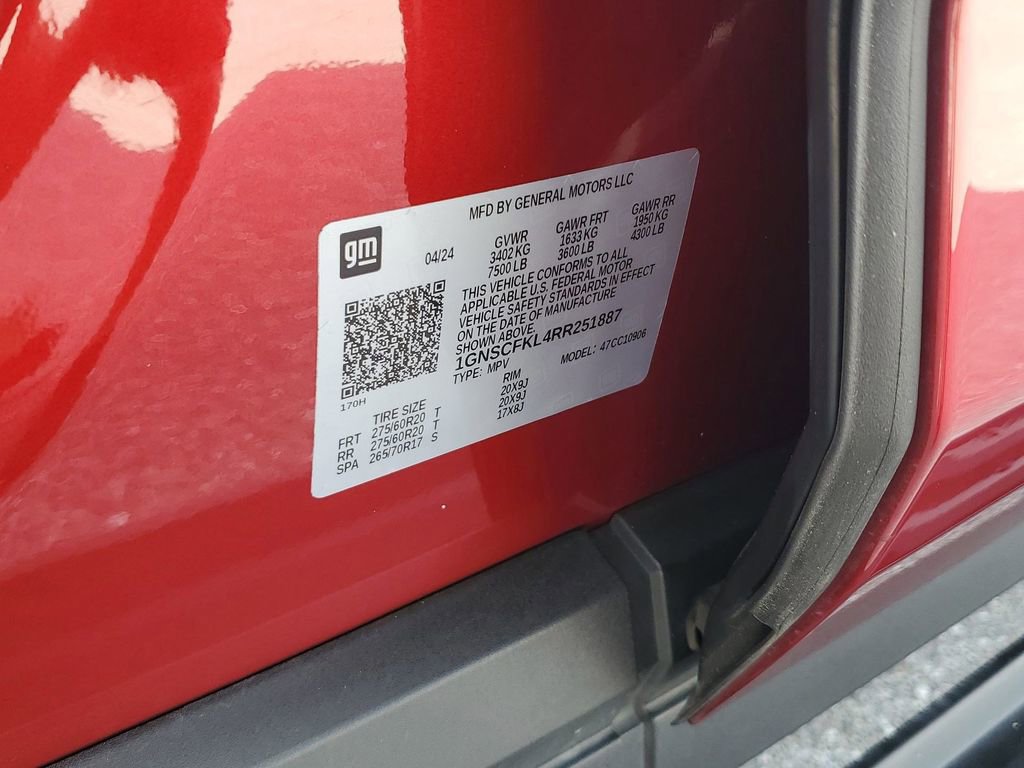 MFD BY GENERAL MOTORS LLC
gm
04/24
GVWR GAWR FRT GAWR RR
3402 KG 1633 KG 1950 KG
7500 LB 3600 LB 4300 LB
THIS VEHICLE CONFORMS TO ALL
APPLICABLE U.S. FEDERAL MOTOR
VEHICLE SAFETY STANDARDS IN EFFECT
ON THE DATE OF MANUFACTURE
SHOWN ABOVE.
1GNSCFKL4RR251887
TYPE: MPV MODEL: 47CC10906
170H
TIRE SIZE RIM
FRT 275/60R20 T 20X9J
RR 275/60R20 T 20X9J
SPA 265/70R17 S 17X8J